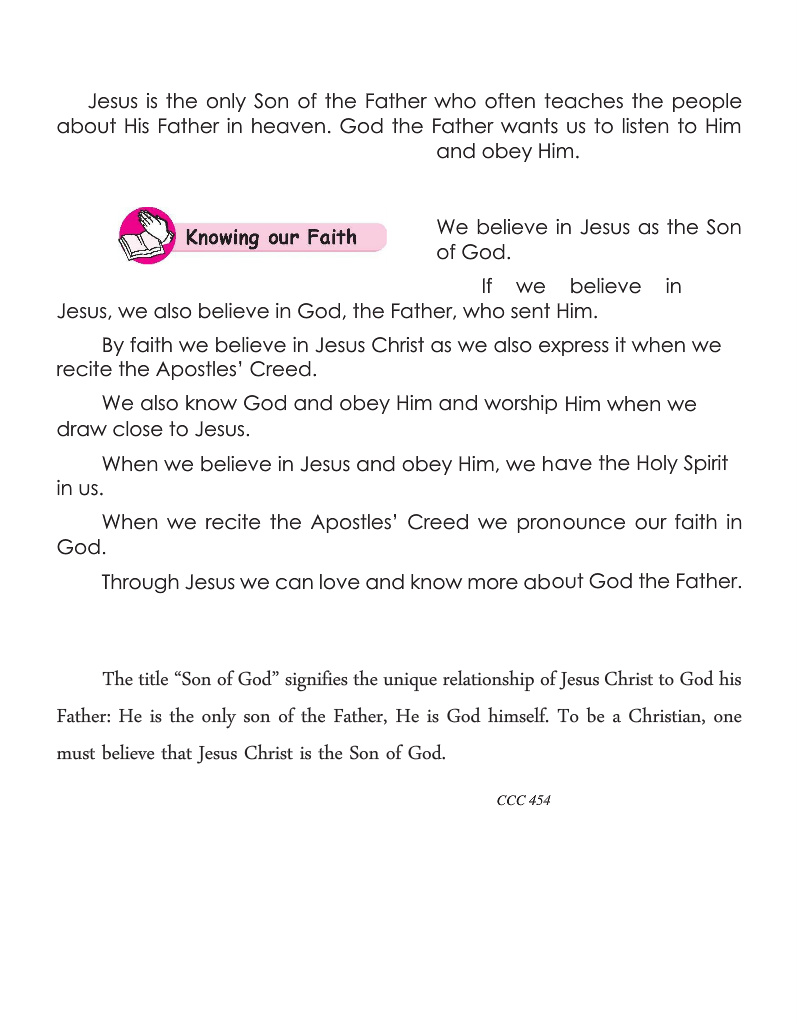 Jesus is the only Son of the Father who often teaches the people
about His Father in heaven. God the Father wants us to listen to Him
and obey Him.
Knowing our Faith
We believe in Jesus as the Son
of God.
If we believe in
Jesus, we also believe in God, the Father, who sent Him.
By faith we believe in Jesus Christ as we also express it when we
recite the Apostles’ Creed.
We also know God and obey Him and worship Him when we
draw close to Jesus.
When we believe in Jesus and obey Him, we have the Holy Spirit
in us.
When we recite the Apostles’ Creed we pronounce our faith in
God.
Through Jesus we can love and know more about God the Father.
The title “Son of God” signifies the unique relationship of Jesus Christ to God his
Father: He is the only son of the Father, He is God himself. To be a Christian, one
must believe that Jesus Christ is the Son of God.
CCC 454